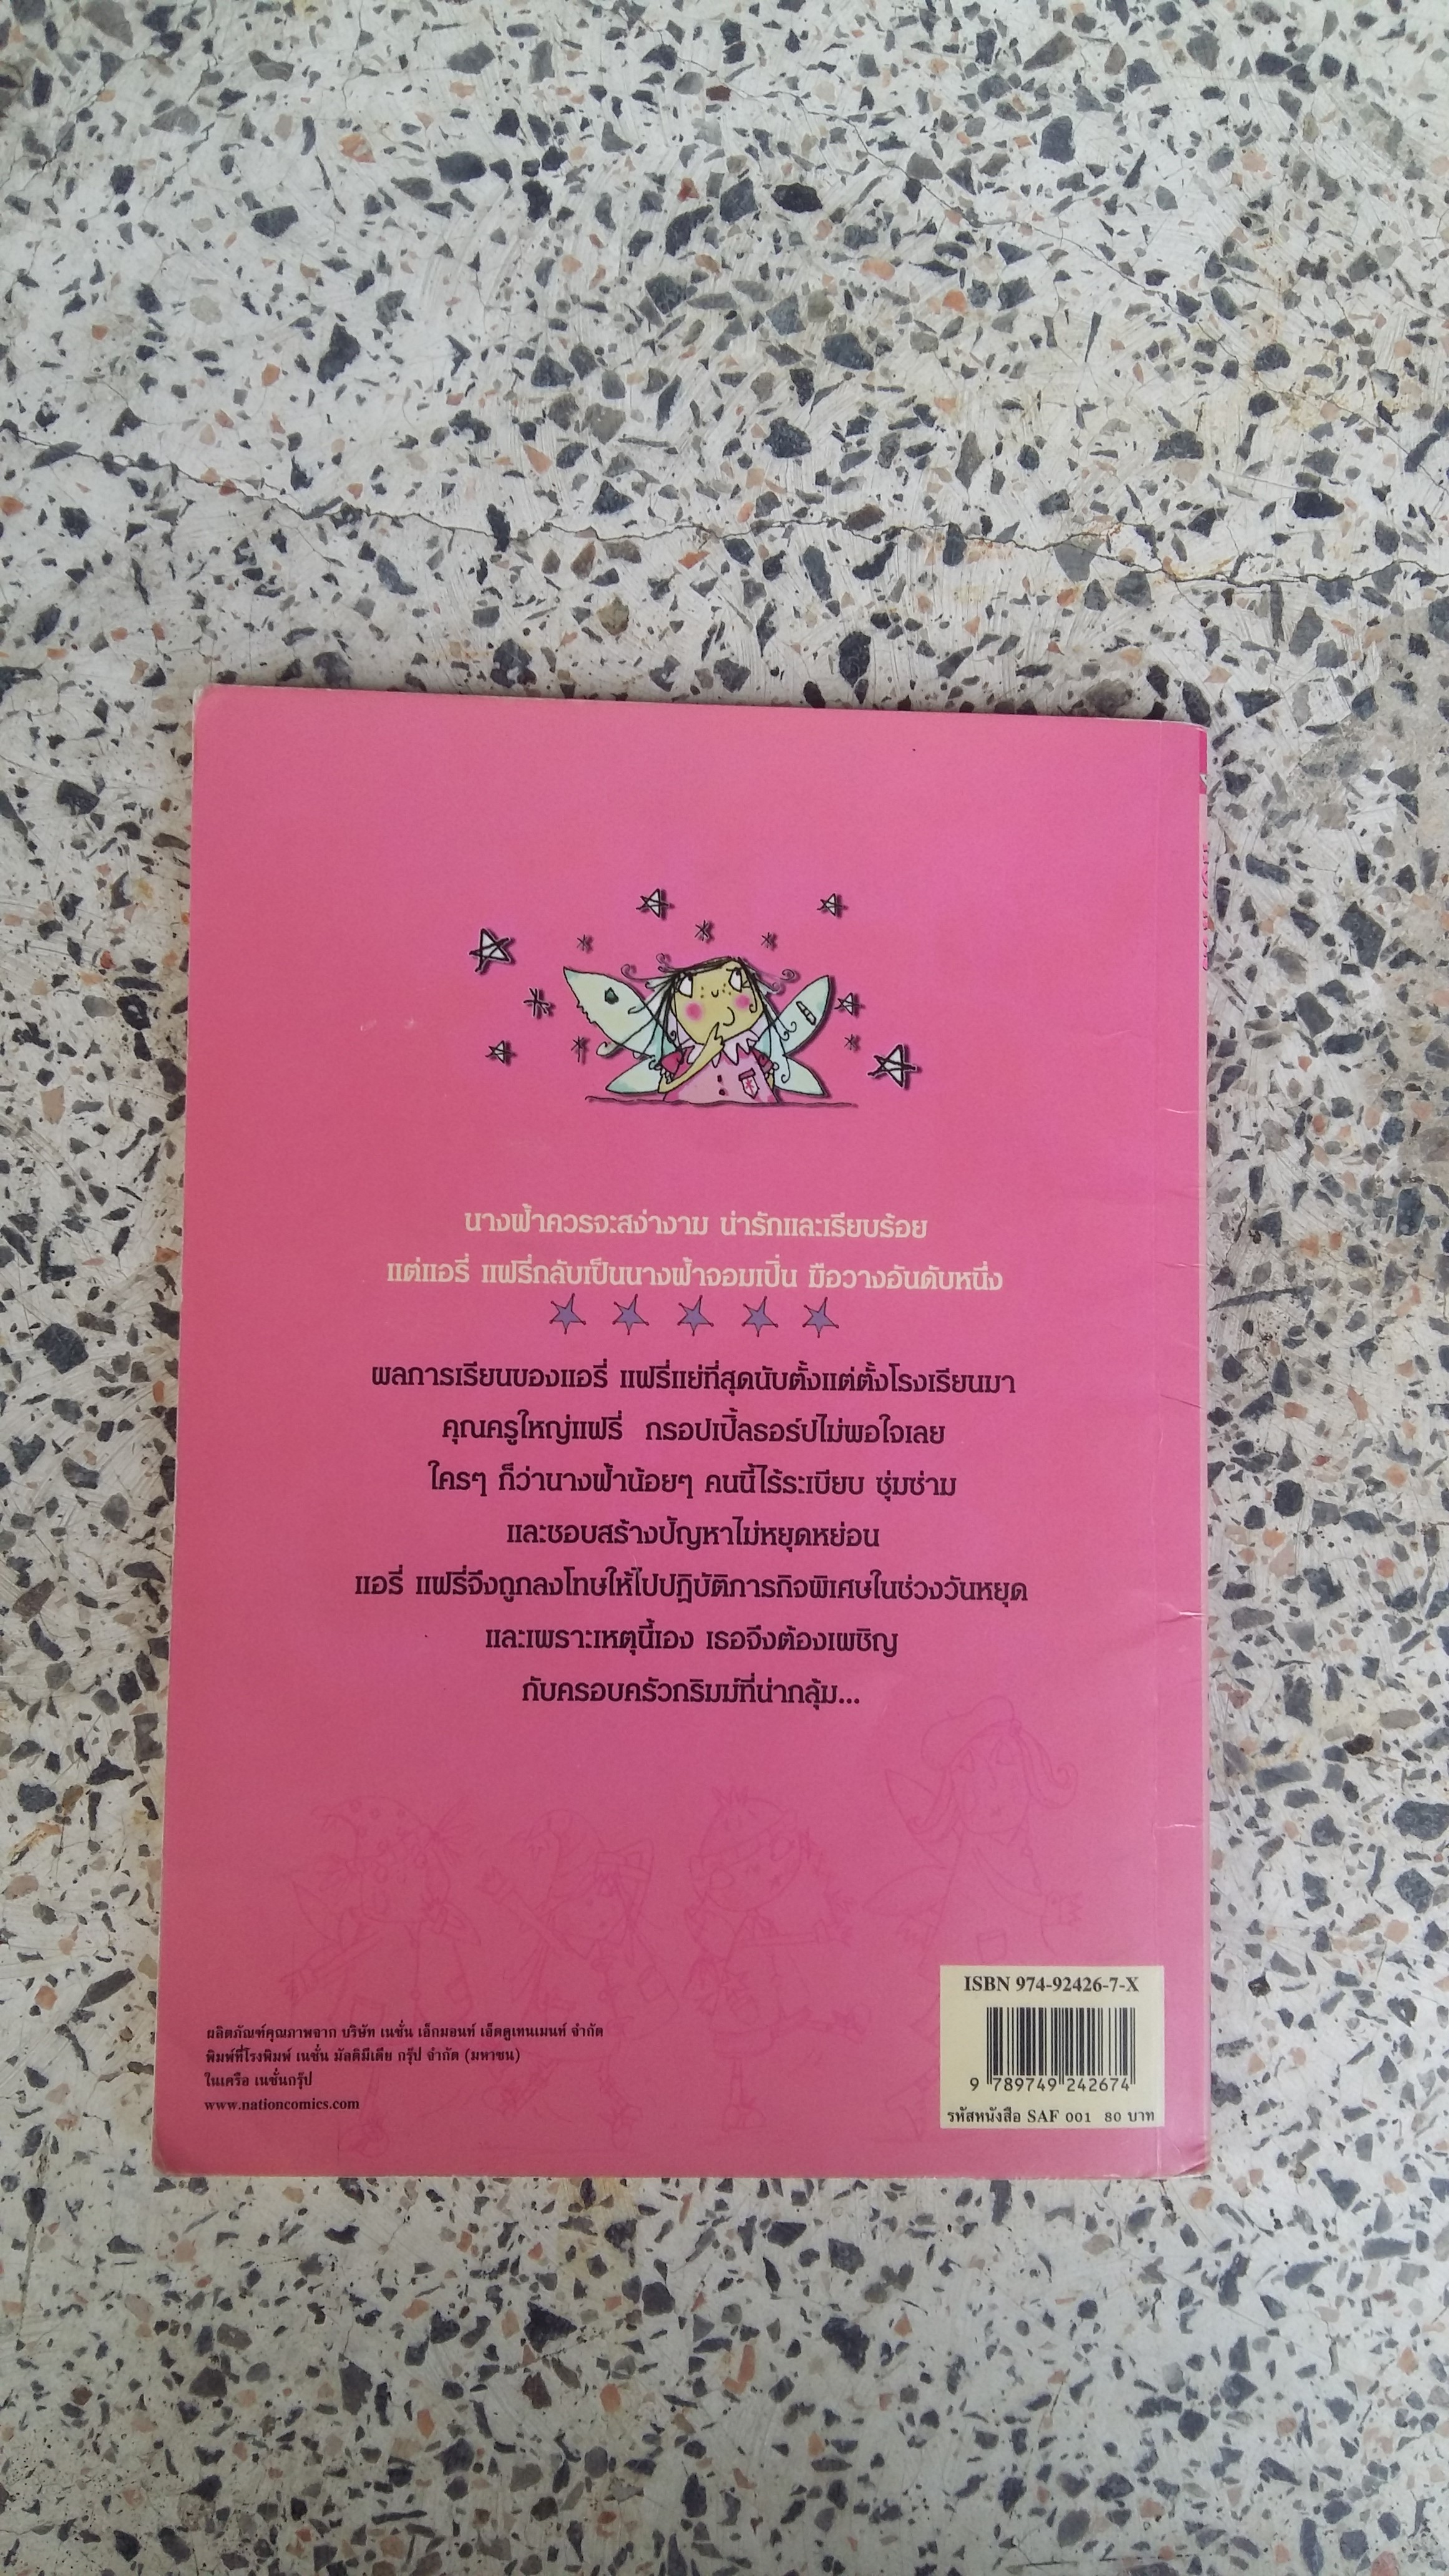 นางฟ้าควรจะสง่างาม น่ารักและเรียบร้อย
แต่แอรี่ แฟรี่กลับเป็นนางฟ้าจอมเปิ่น มือวางอันดับหนึ่ง
ผลการเรียนของแอรี่ แฟรี่แย่ที่สุดนับตั้งแต่ตั้งโรงเรียนมา
คุณครูใหญ่แฟรี่ กรอปเปิ้ลธอร์ปไม่พอใจเลย
ใครๆ ก็ว่านางฟ้าน้อยๆ คนนี้ไร้ระเบียบ ซุ่มซ่าม
และชอบสร้างปัญหาไม่หยุดหย่อน
แอรี่ แฟรี่จึงถูกลงโทษให้ไปปฏิบัติภารกิจพิเศษในช่วงวันหยุด
และเพราะเหตุนี้เอง เธอจึงต้องเผชิญ
กับครอบครัวกริมม์ที่น่ากลุ้ม...
ISBN 974-92426-7-X
9 789749 242674
รหัสหนังสือ SAF 001 80 บาท
ผลิตภัณฑ์คุณภาพจาก บริษัท เนชั่น เอ็กมอนท์ เอ็ดดูเทนเมนท์ จำกัด
พิมพ์ที่โรงพิมพ์ เนชั่น มัลติมีเดีย กรุ๊ป จำกัด (มหาชน)
ในเครือ เนชั่นกรุ๊ป
www.nationcomics.com